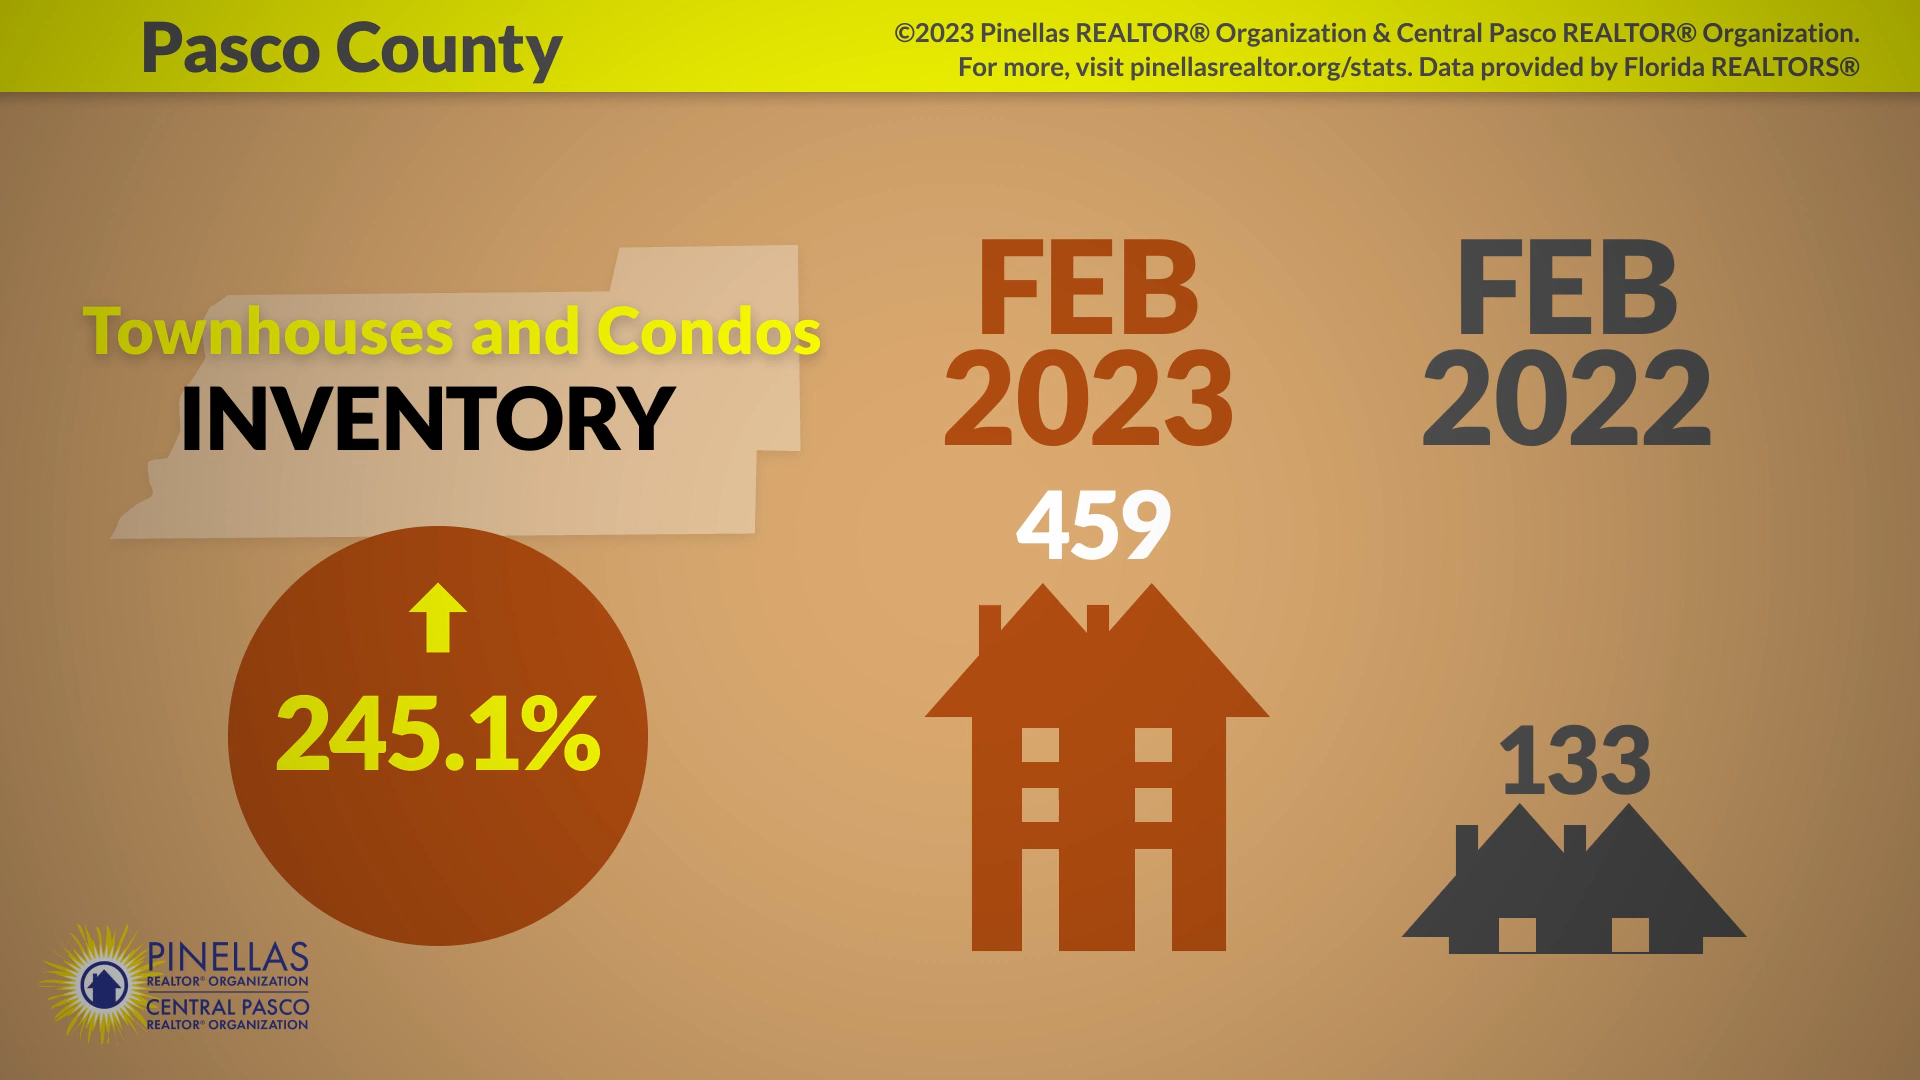 Pasco County
©2023 Pinellas REALTOR® Organization & Central Pasco REALTOR® Organization.
For more, visit pinellasrealtor.org/stats. Data provided by Florida REALTORS®
Townhouses and Condos
INVENTORY
245.1%
FEB
2023
459
FEB
2022
133
PINELLAS
REALTOR® ORGANIZATION
CENTRAL PASCO
REALTOR® ORGANIZATION